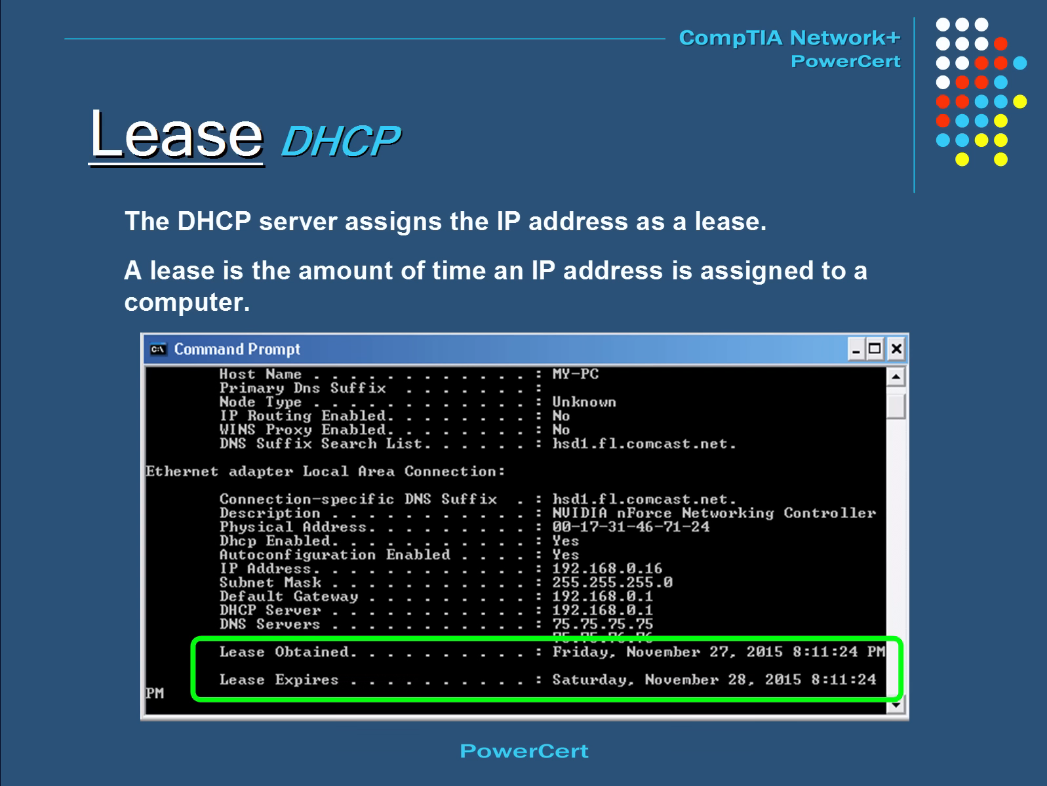 CompTIA Network+
PowerCert
Lease DHCP
The DHCP server assigns the IP address as a lease.
A lease is the amount of time an IP address is assigned to a
computer.
C:\ Command Prompt
Host Name . . . . . . . . . . . . : MY-PC
Primary Dns Suffix . . . . . . . :
Node Type . . . . . . . . . . . . : Unknown
IP Routing Enabled. . . . . . . . : No
WINS Proxy Enabled. . . . . . . . : No
DNS Suffix Search List. . . . . . : hsd1.fl.comcast.net.
Ethernet adapter Local Area Connection:
Connection-specific DNS Suffix . : hsd1.fl.comcast.net.
Description . . . . . . . . . . . : NVIDIA nForce Networking Controller
Physical Address. . . . . . . . . : 00-17-31-46-71-24
Dhcp Enabled. . . . . . . . . . . : Yes
Autoconfiguration Enabled . . . . : Yes
IP Address. . . . . . . . . . . . : 192.168.0.16
Subnet Mask . . . . . . . . . . . : 255.255.255.0
Default Gateway . . . . . . . . . : 192.168.0.1
DHCP Server . . . . . . . . . . . : 192.168.0.1
DNS Servers . . . . . . . . . . . : 75.75.75.75
75.75.76.76
Lease Obtained. . . . . . . . . . : Friday, November 27, 2015 8:11:24 PM
Lease Expires . . . . . . . . . . : Saturday, November 28, 2015 8:11:24
PM
PowerCert